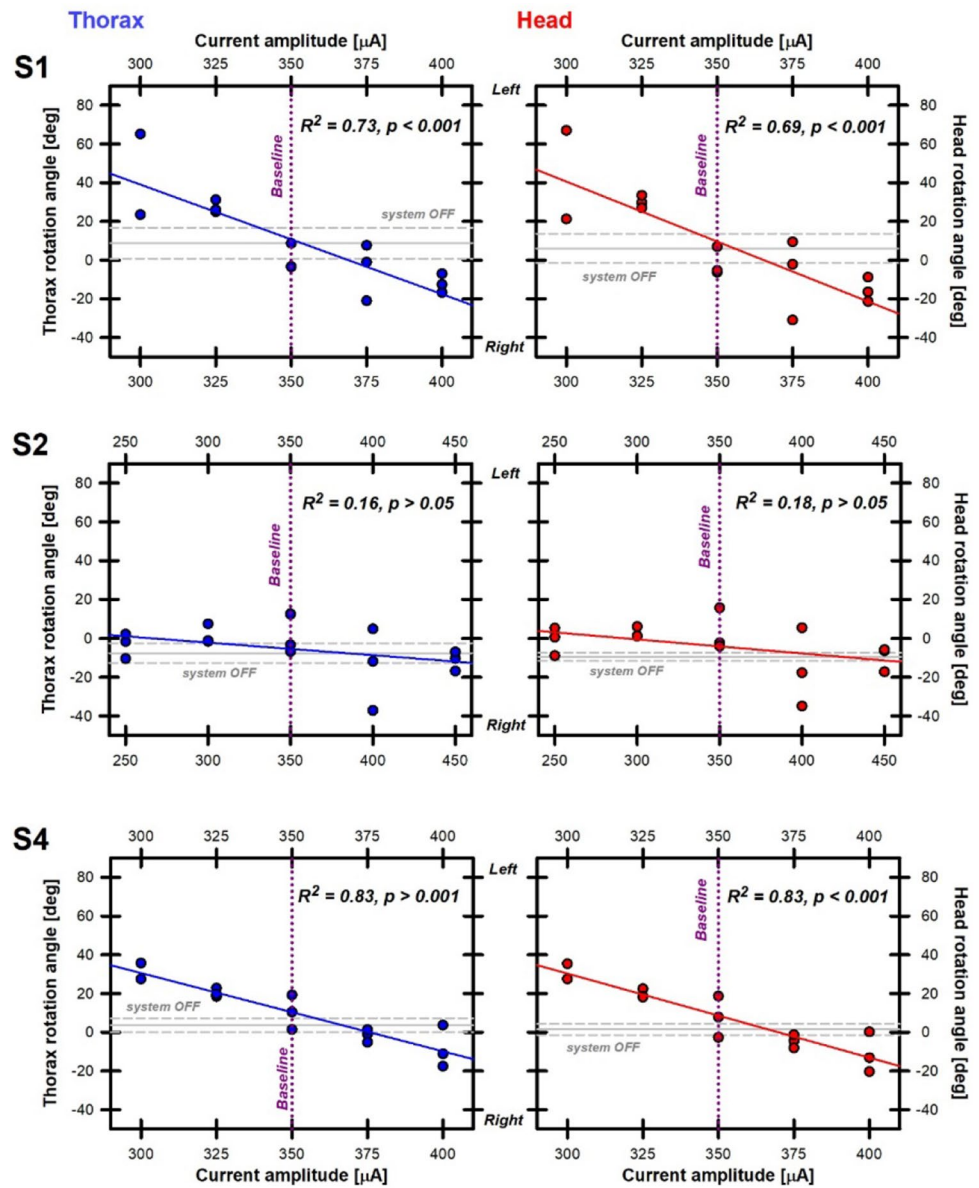 Thorax Head
Current amplitude [μA] Current amplitude [μA]
S1
300 325 350 375 400 300 325 350 375 400
Left
Thorax rotation angle [deg]
80 60 40 20 0 -20 -40
Baseline
R² = 0.73, p < 0.001
system OFF
Baseline
R² = 0.69, p < 0.001
system OFF
80 60 40 20 0 -20 -40
Head rotation angle [deg]
Right
300 325 350 375 400 300 325 350 375 400
S2
250 300 350 400 450 250 300 350 400 450
Left
Thorax rotation angle [deg]
80 60 40 20 0 -20 -40
Baseline
R² = 0.16, p > 0.05
system OFF
Baseline
R² = 0.18, p > 0.05
system OFF
80 60 40 20 0 -20 -40
Head rotation angle [deg]
Right
250 300 350 400 450 250 300 350 400 450
S4
300 325 350 375 400 300 325 350 375 400
Left
Thorax rotation angle [deg]
80 60 40 20 0 -20 -40
R² = 0.83, p > 0.001
system OFF
Baseline
Baseline
R² = 0.83, p < 0.001
system OFF
80 60 40 20 0 -20 -40
Head rotation angle [deg]
Right
300 325 350 375 400 300 325 350 375 400
Current amplitude [μA] Current amplitude [μA]